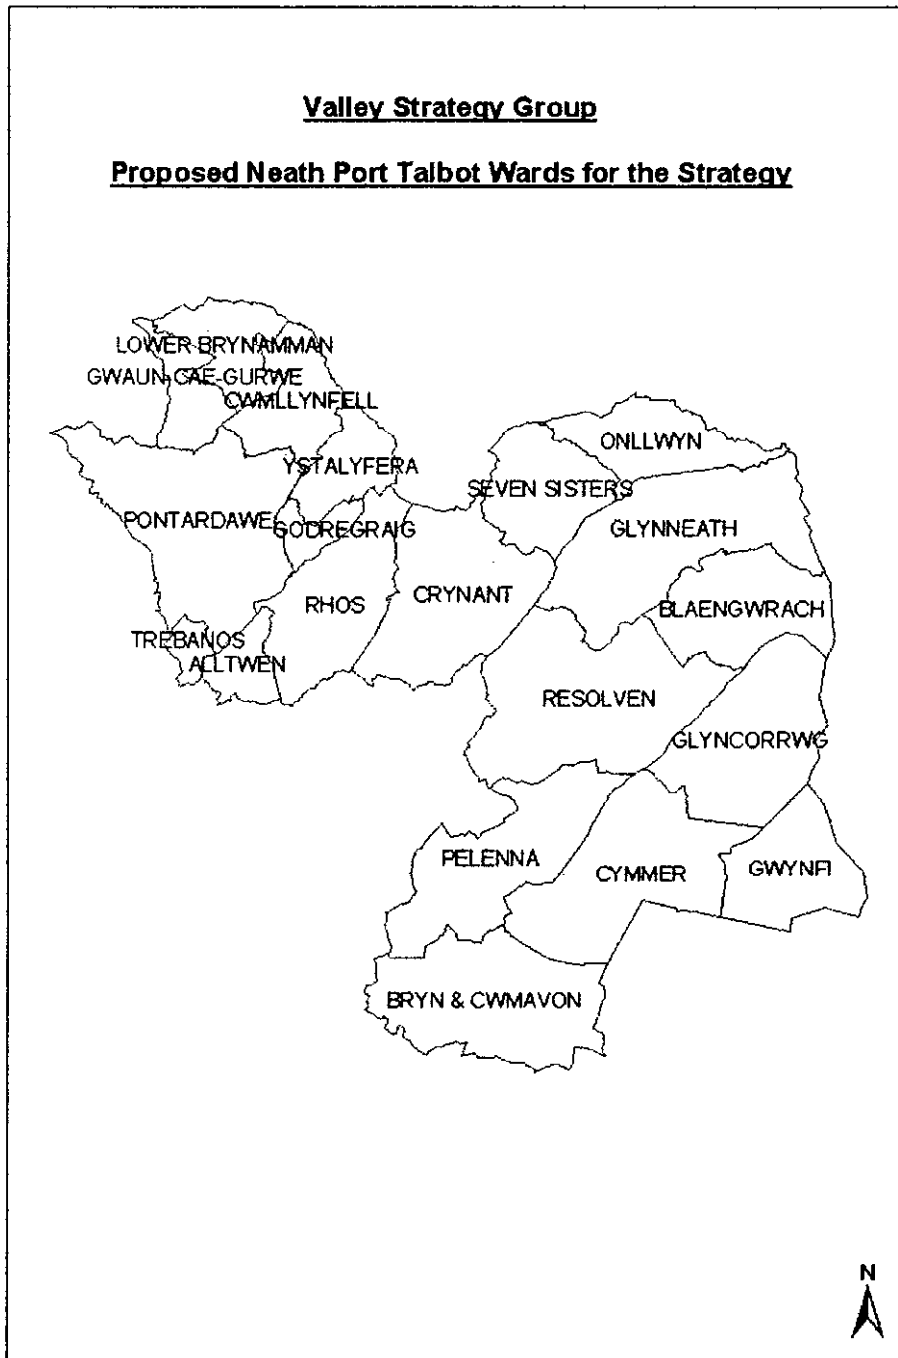 Valley Strategy Group
Proposed Neath Port Talbot Wards for the Strategy
LOWER BRYNAMMAN
GWAUN-CAE-GURWE
CWMLLYNFELL
ONLLWYN
YSTALYFERA
SEVEN SISTERS
PONTARDAWE
GODREGRAIG
GLYNNEATH
CRYNANT
RHOS
BLAENGWRACH
TREBANOS
ALLTWEN
RESOLVEN
GLYNCORRWG
PELENNA
CYMMER
GWYNFI
BRYN & CWMAVON
N